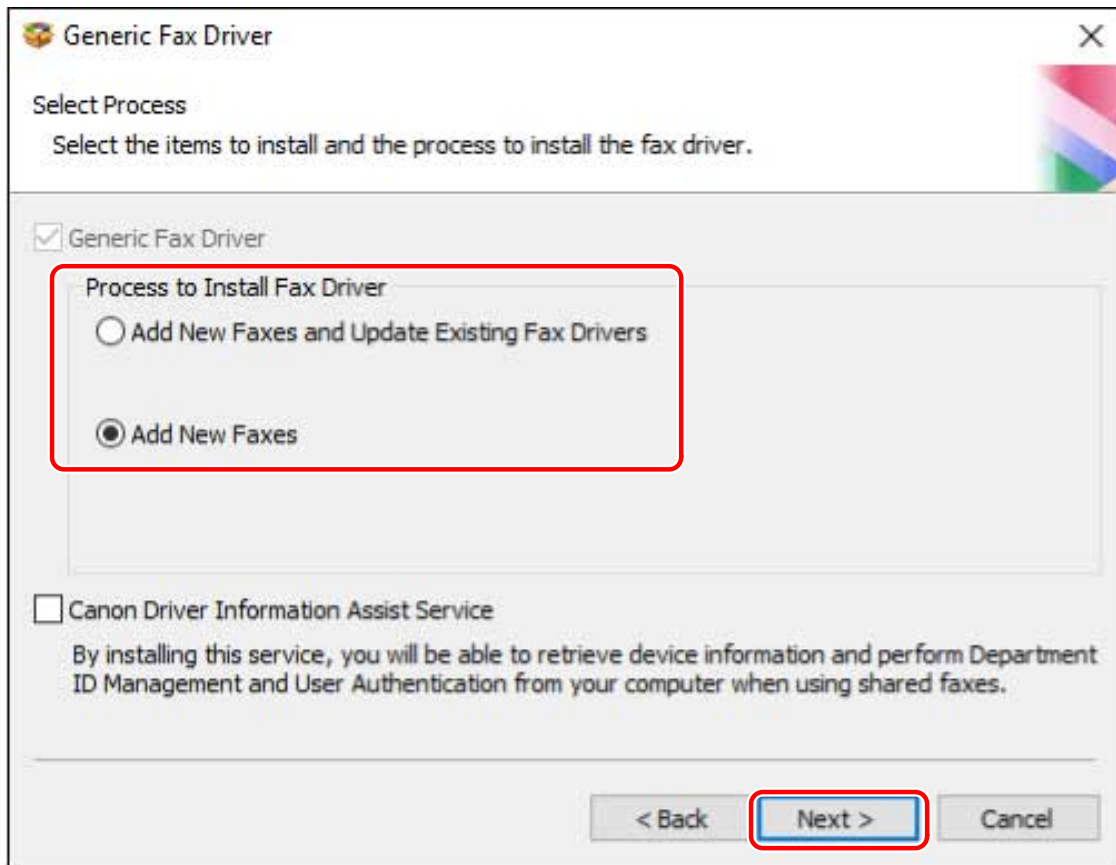 Generic Fax Driver
Select Process
Select the items to install and the process to install the fax driver.
Generic Fax Driver
Process to Install Fax Driver
Add New Faxes and Update Existing Fax Drivers
Add New Faxes
Canon Driver Information Assist Service
By installing this service, you will be able to retrieve device information and perform Department
ID Management and User Authentication from your computer when using shared faxes.
< Back Next > Cancel